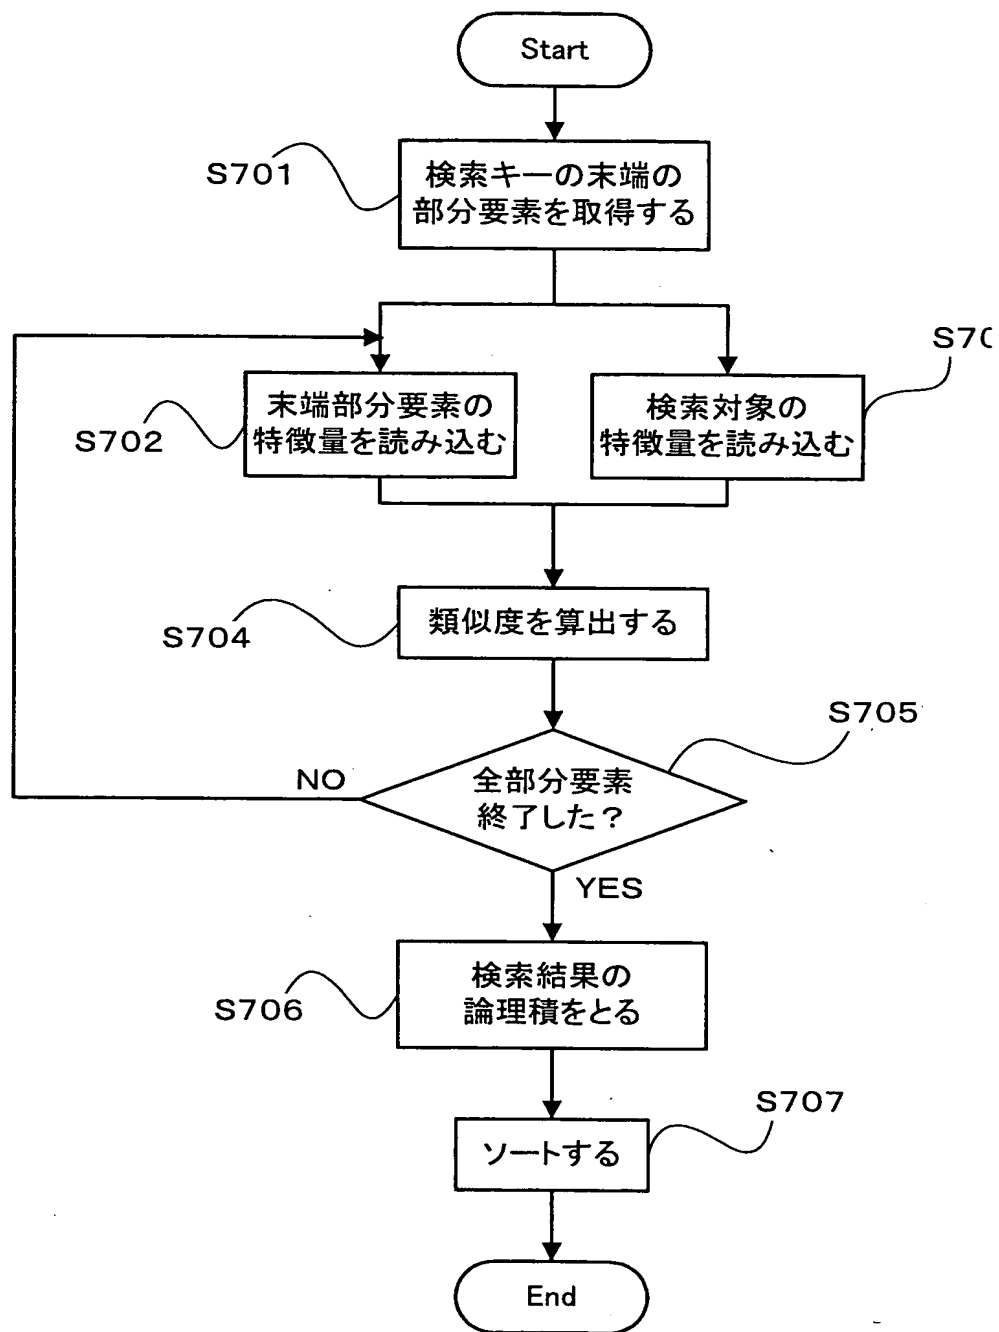 Start
S701
検索キーの末端の
部分要素を取得する
S702
末端部分要素の
特徴量を読み込む
S70
検索対象の
特徴量を読み込む
S704
類似度を算出する
S705
全部分要素
終了した？
NO
YES
S706
検索結果の
論理積をとる
S707
ソートする
End